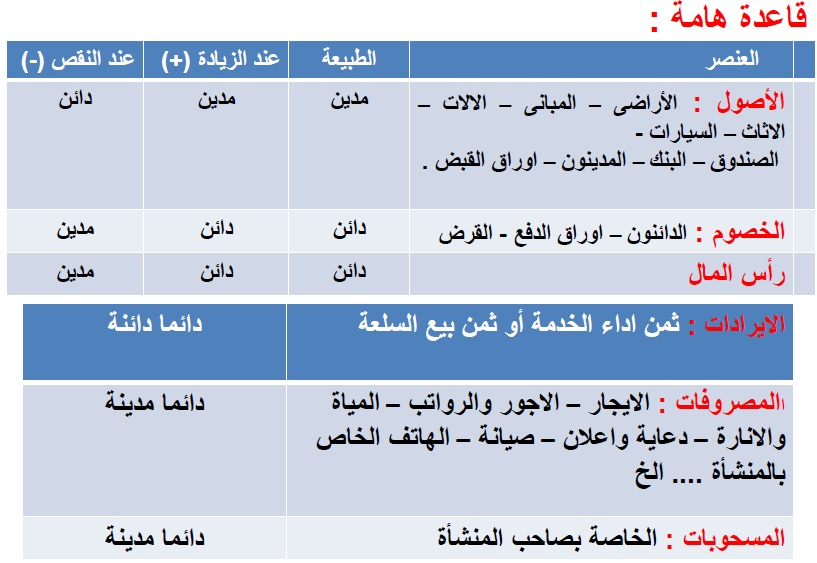 قاعدة هامة :
العنصر الطبيعة عند الزيادة (+) عند النقص (-)
الأصول : الأراضى – المبانى – الالات – مدين مدين دائن
الاثاث – السيارات -
الصندوق – البنك – المدينون – اوراق القبض .
الخصوم : الدائنون – اوراق الدفع - القرض دائن دائن مدين
رأس المال دائن دائن مدين
الايرادات : ثمن اداء الخدمة أو ثمن بيع السلعة دائما دائنة
االمصروفات : الايجار – الاجور والرواتب – المياة دائما مدينة
والانارة – دعاية واعلان – صيانة – الهاتف الخاص
بالمنشأة .... الخ
المسحوبات : الخاصة بصاحب المنشأة دائما مدينة